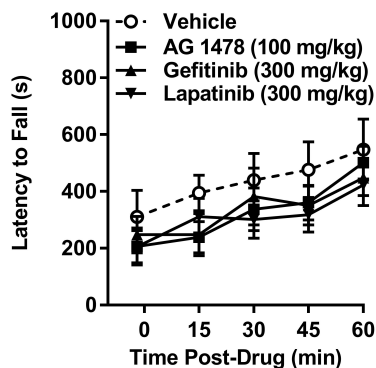 Vehicle
AG 1478 (100 mg/kg)
Gefitinib (300 mg/kg)
Lapatinib (300 mg/kg)
Latency to Fall (s)
1000
800
600
400
200
0
0 15 30 45 60
Time Post-Drug (min)